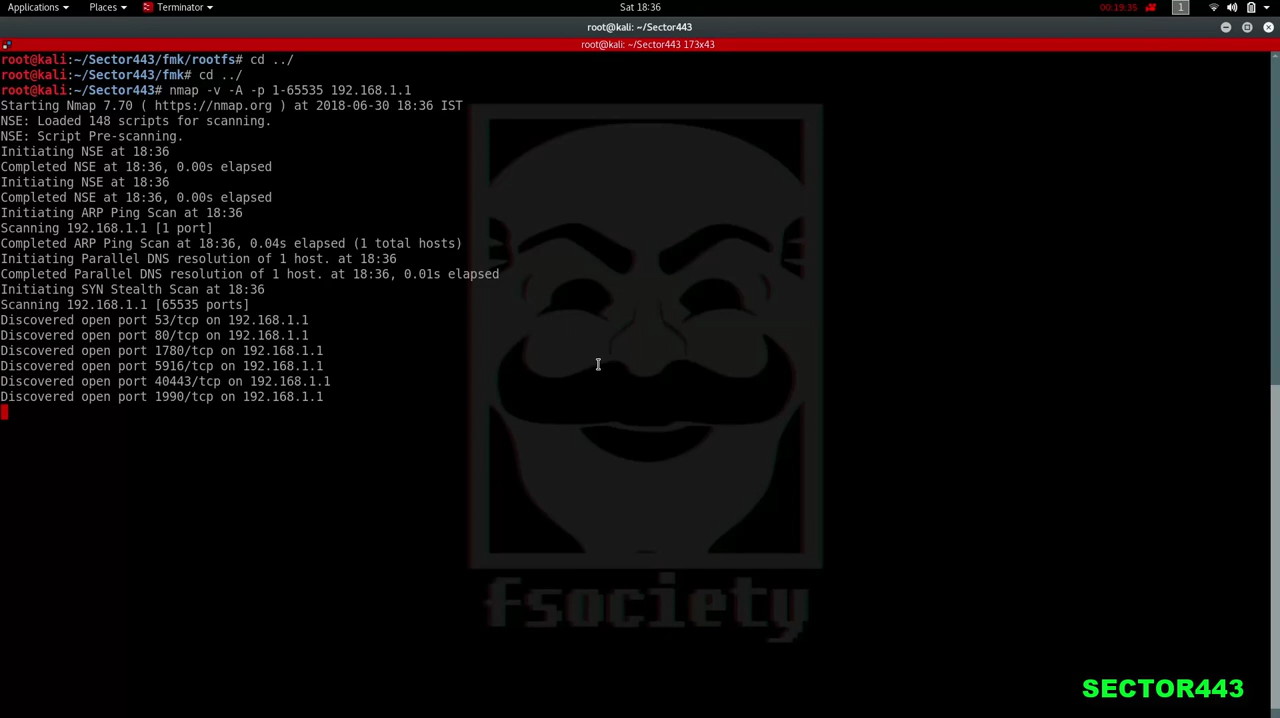 Applications Places Terminator Sat 18:36 00:19:35 1
root@kali: ~/Sector443
root@kali: ~/Sector443 173x43
root@kali:~/Sector443/fmk/rootfs# cd ../
root@kali:~/Sector443/fmk# cd ../
root@kali:~/Sector443# nmap -v -A -p 1-65535 192.168.1.1
Starting Nmap 7.70 ( https://nmap.org ) at 2018-06-30 18:36 IST
NSE: Loaded 148 scripts for scanning.
NSE: Script Pre-scanning.
Initiating NSE at 18:36
Completed NSE at 18:36, 0.00s elapsed
Initiating NSE at 18:36
Completed NSE at 18:36, 0.00s elapsed
Initiating ARP Ping Scan at 18:36
Scanning 192.168.1.1 [1 port]
Completed ARP Ping Scan at 18:36, 0.04s elapsed (1 total hosts)
Initiating Parallel DNS resolution of 1 host. at 18:36
Completed Parallel DNS resolution of 1 host. at 18:36, 0.01s elapsed
Initiating SYN Stealth Scan at 18:36
Scanning 192.168.1.1 [65535 ports]
Discovered open port 53/tcp on 192.168.1.1
Discovered open port 80/tcp on 192.168.1.1
Discovered open port 1780/tcp on 192.168.1.1
Discovered open port 5916/tcp on 192.168.1.1
Discovered open port 40443/tcp on 192.168.1.1
Discovered open port 1990/tcp on 192.168.1.1
fsociety
SECTOR443